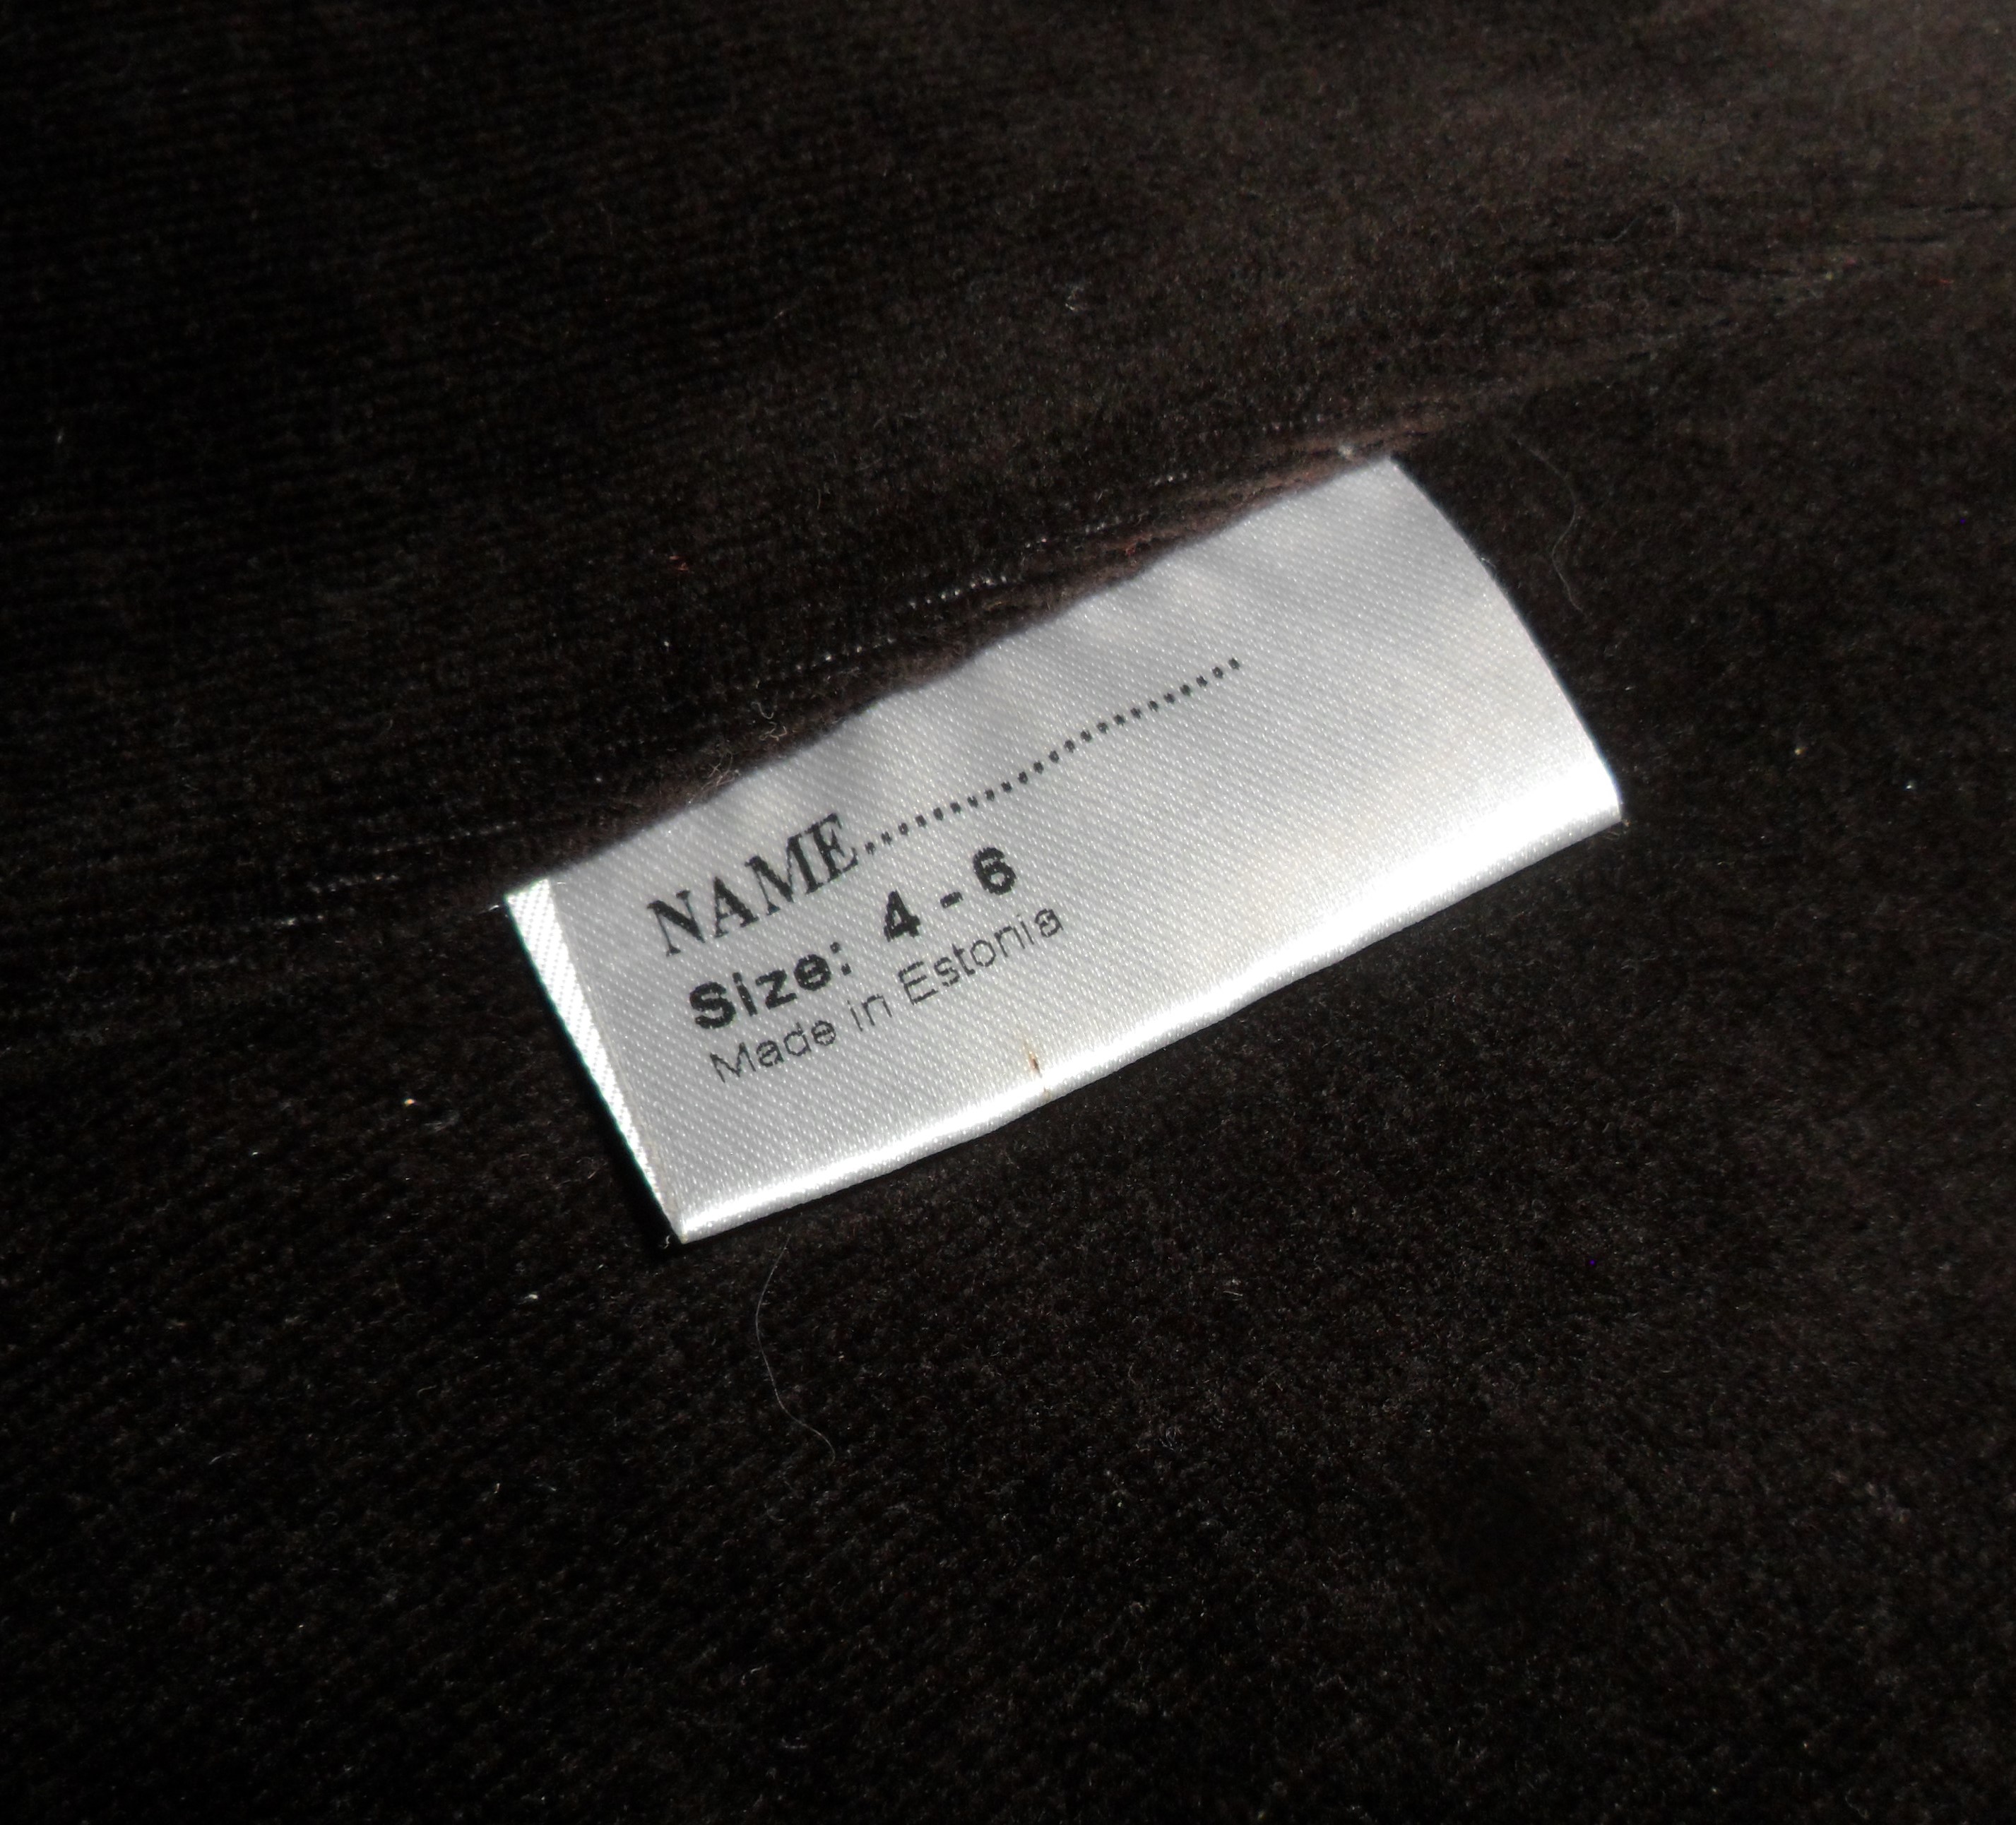 NAME..............................
Size: 4 - 6
Made in Estonia